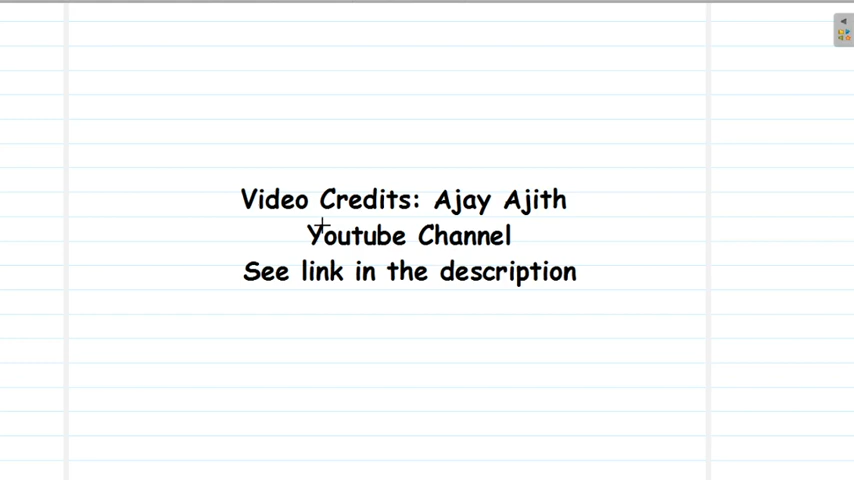 Video Credits: Ajay Ajith
Youtube Channel
See link in the description